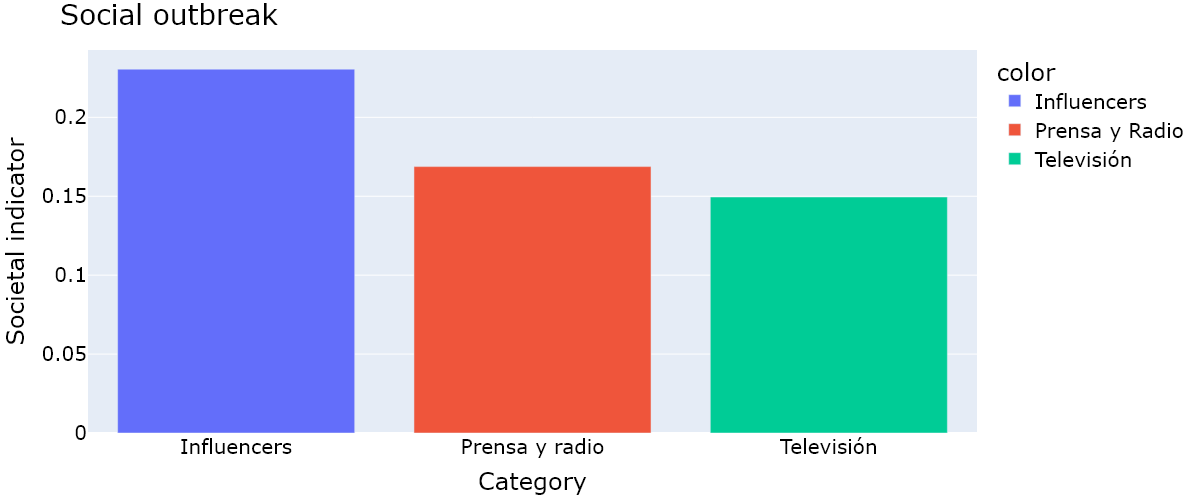 Social outbreak
Societal indicator
0.2
0.15
0.1
0.05
0
Influencers
Prensa y radio
Televisión
Category
color
Influencers
Prensa y Radio
Televisión